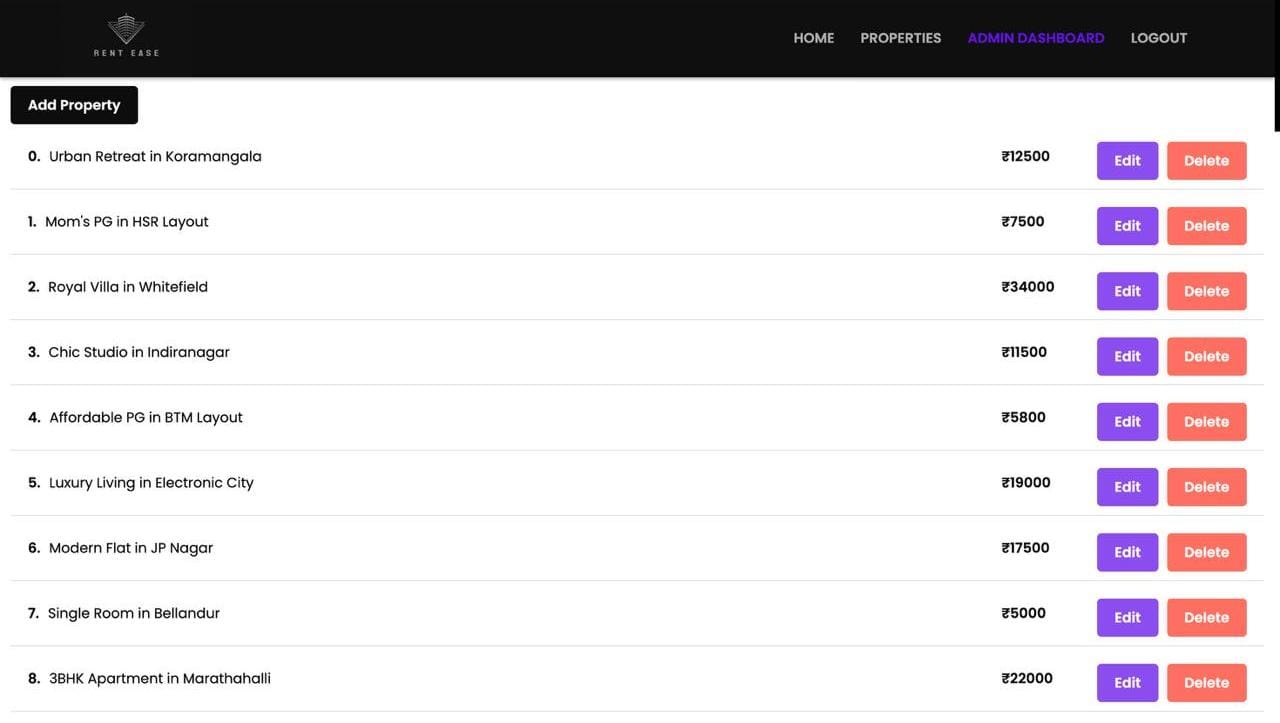 RENT EASE
HOME PROPERTIES ADMIN DASHBOARD LOGOUT
Add Property
0. Urban Retreat in Koramangala ₹12500 Edit Delete
1. Mom's PG in HSR Layout ₹7500 Edit Delete
2. Royal Villa in Whitefield ₹34000 Edit Delete
3. Chic Studio in Indiranagar ₹11500 Edit Delete
4. Affordable PG in BTM Layout ₹5800 Edit Delete
5. Luxury Living in Electronic City ₹19000 Edit Delete
6. Modern Flat in JP Nagar ₹17500 Edit Delete
7. Single Room in Bellandur ₹5000 Edit Delete
8. 3BHK Apartment in Marathahalli ₹22000 Edit Delete